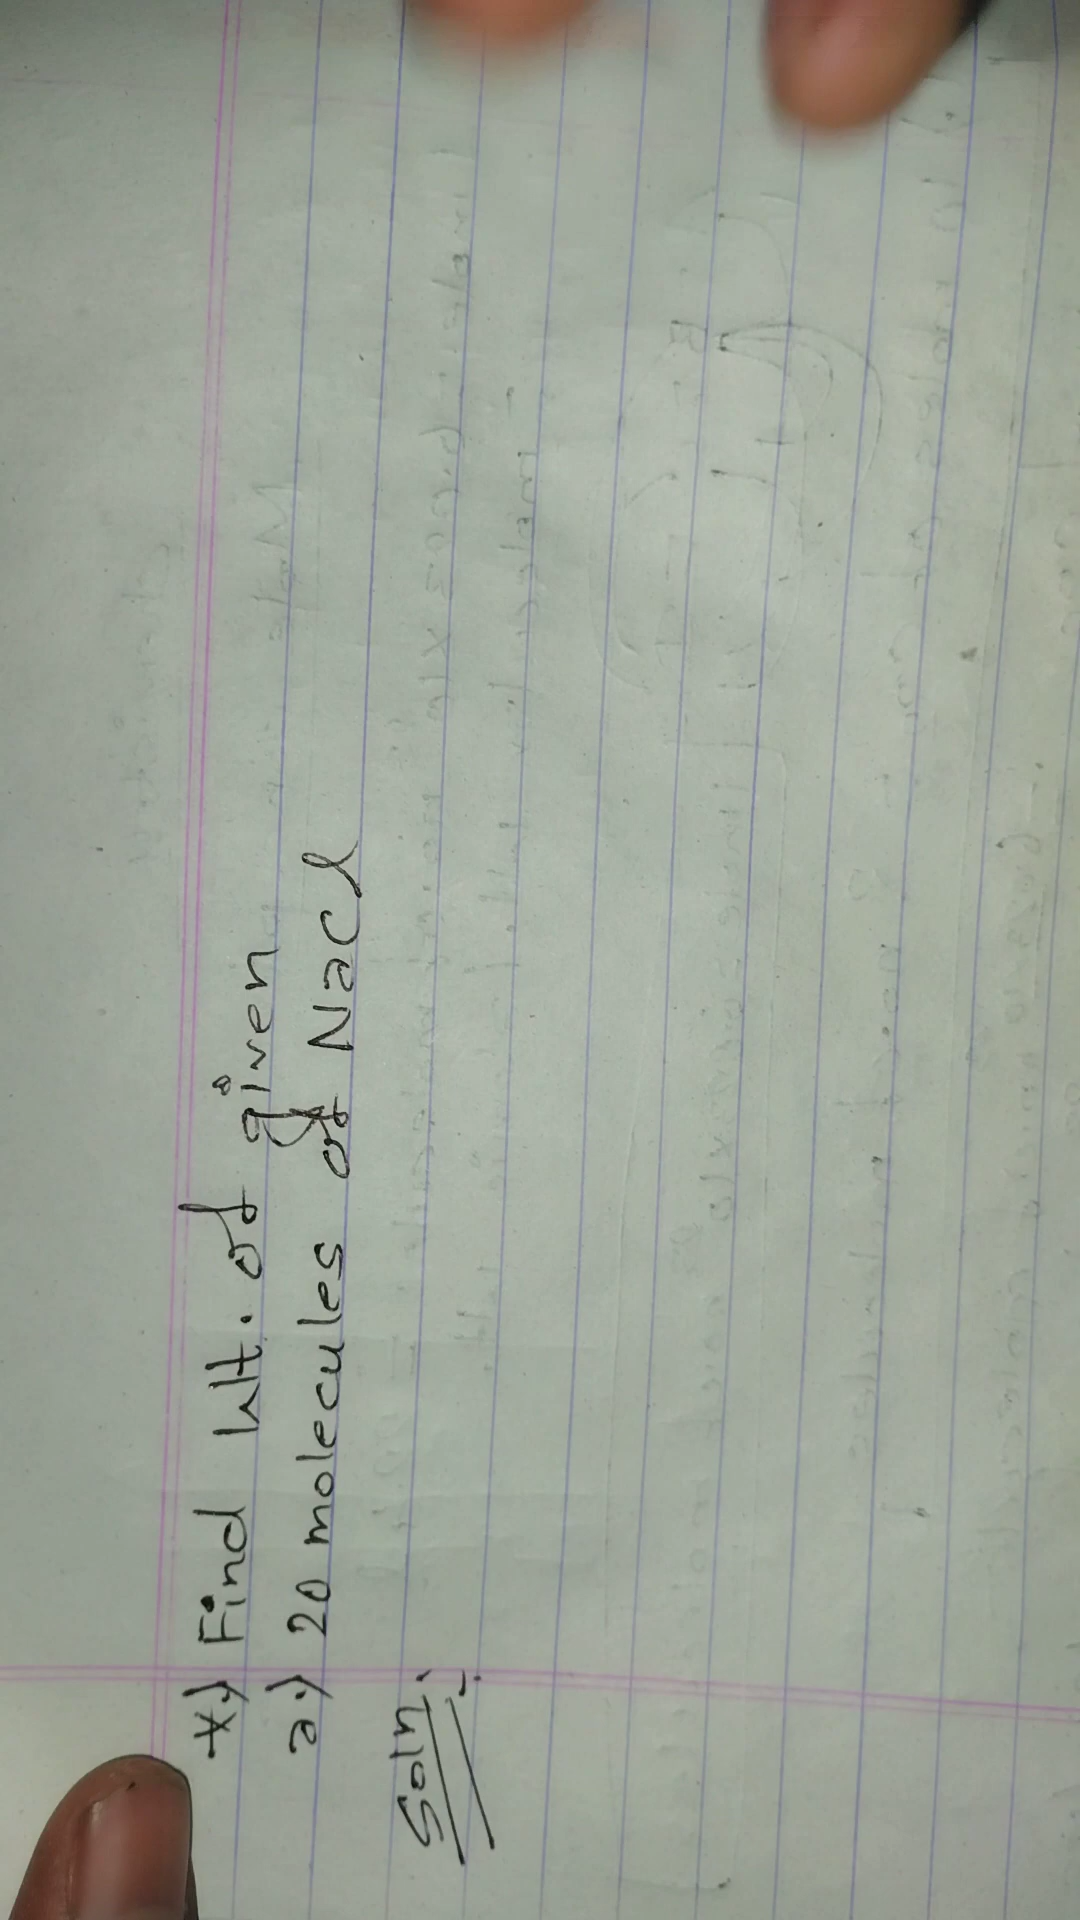 *) Find Wt. of given
a.) 20 molecules of NaCl
Soln: